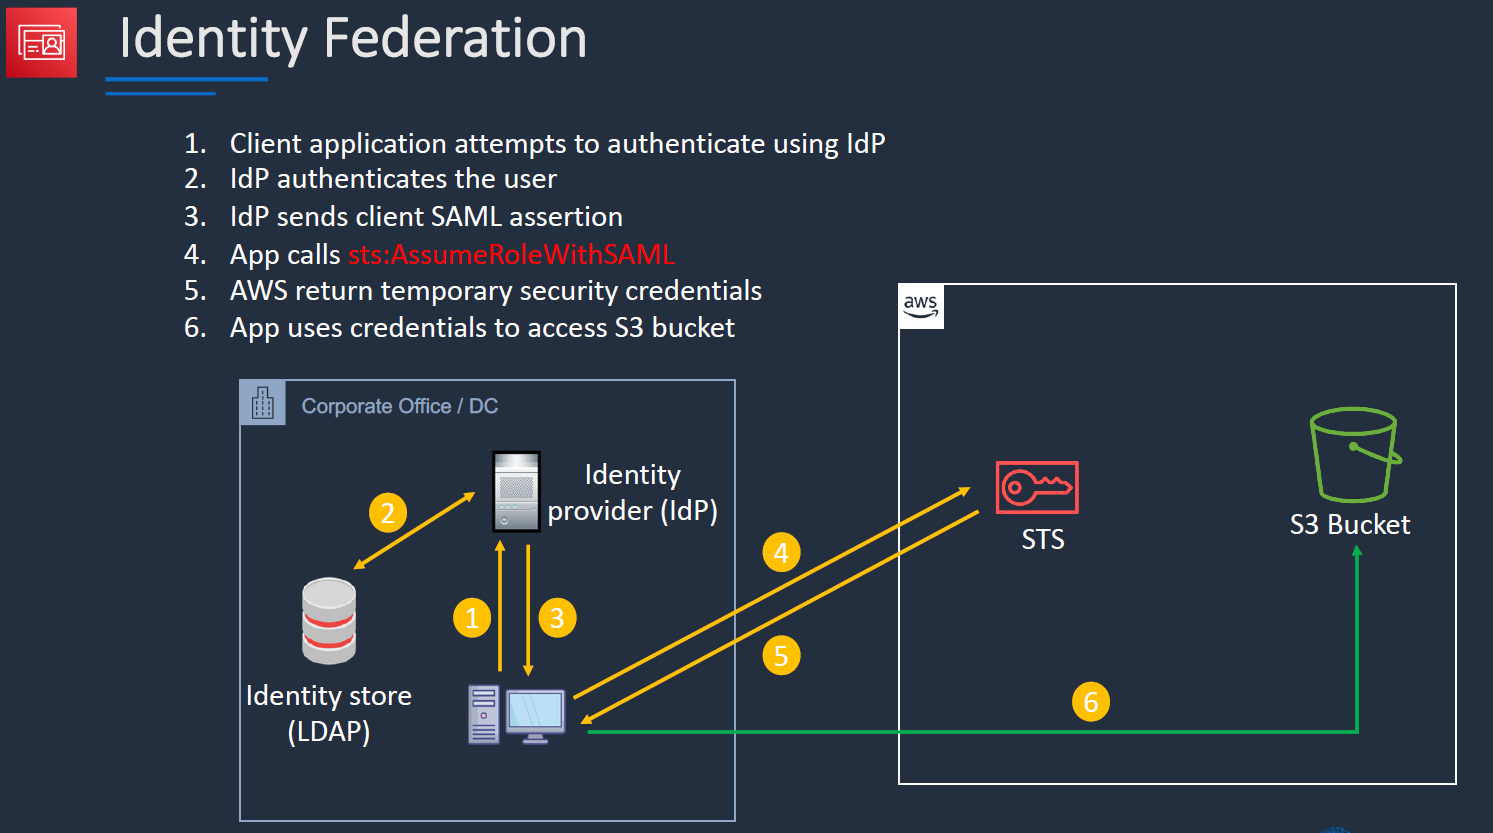 Identity Federation
1. Client application attempts to authenticate using IdP
2. IdP authenticates the user
3. IdP sends client SAML assertion
4. App calls sts:AssumeRoleWithSAML
5. AWS return temporary security credentials
6. App uses credentials to access S3 bucket
aws
Corporate Office / DC
Identity
provider (IdP)
2
4
STS
S3 Bucket
1
3
5
Identity store
(LDAP)
6